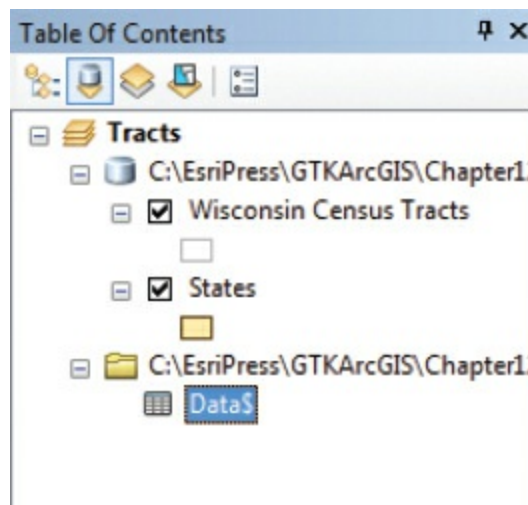 Table Of Contents
Tracts
C:\EsriPress\GTKArcGIS\Chapter1
Wisconsin Census Tracts
States
C:\EsriPress\GTKArcGIS\Chapter1
Data$